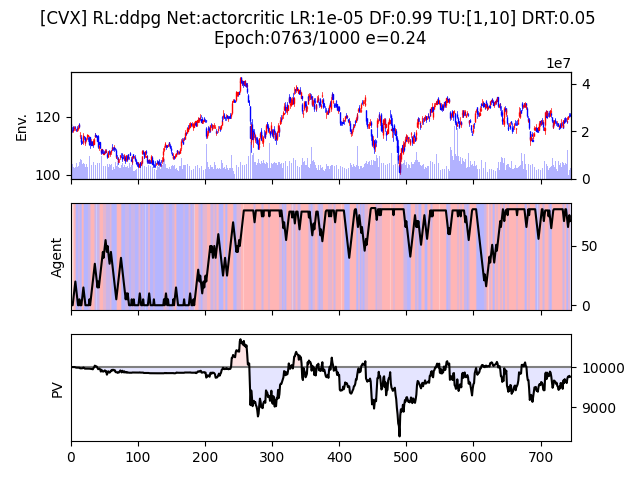 [CVX] RL:ddpg Net:actorcritic LR:1e-05 DF:0.99 TU:[1,10] DRT:0.05
Epoch:0763/1000 e=0.24
1e7
Env.
120
100
4
2
0
Agent
50
0
PV
10000
9000
0 100 200 300 400 500 600 700